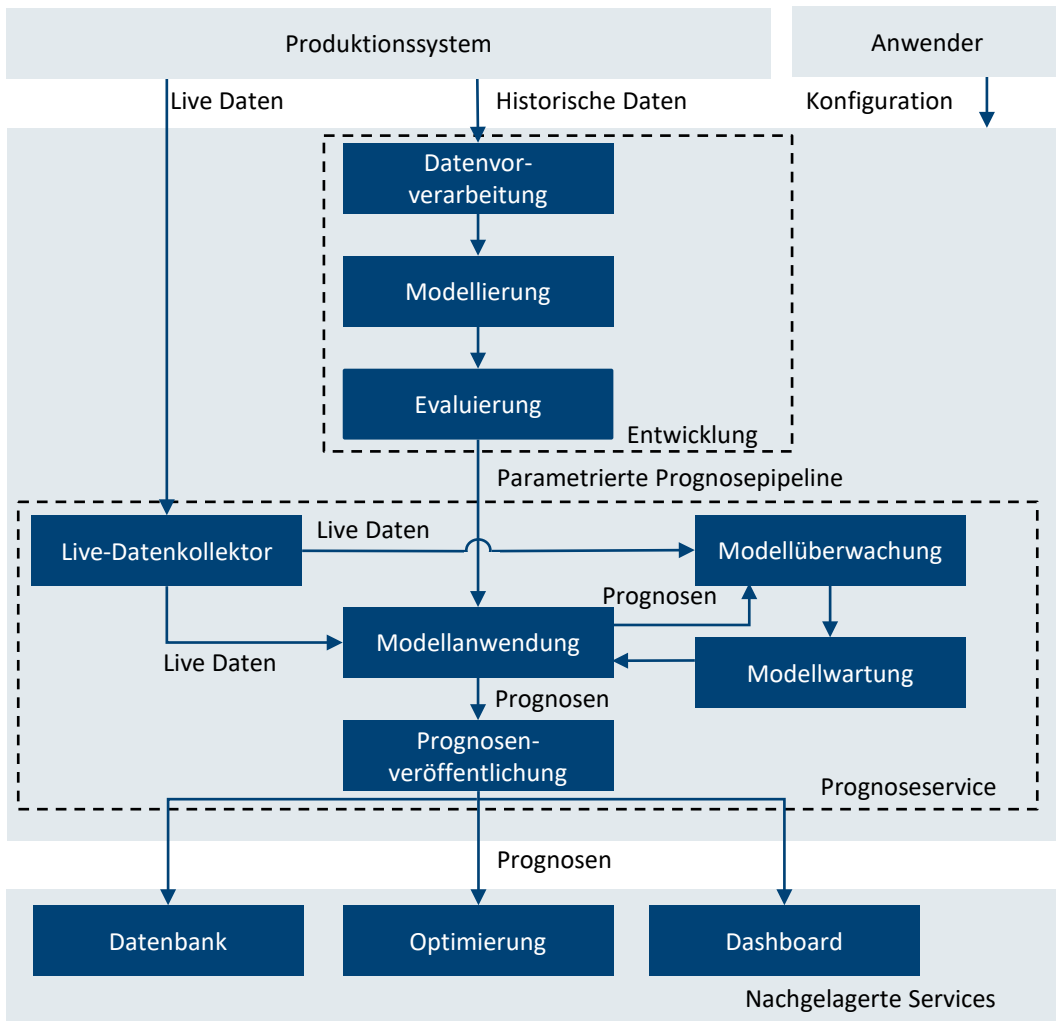 Produktionssystem
Anwender
Live Daten
Historische Daten
Konfiguration
Datenvor-
verarbeitung
Modellierung
Evaluierung
Entwicklung
Parametrierte Prognosepipeline
Live-Datenkollektor
Live Daten
Modellüberwachung
Prognosen
Modellanwendung
Live Daten
Modellwartung
Prognosen
Prognosen-
veröffentlichung
Prognoseservice
Prognosen
Datenbank
Optimierung
Dashboard
Nachgelagerte Services